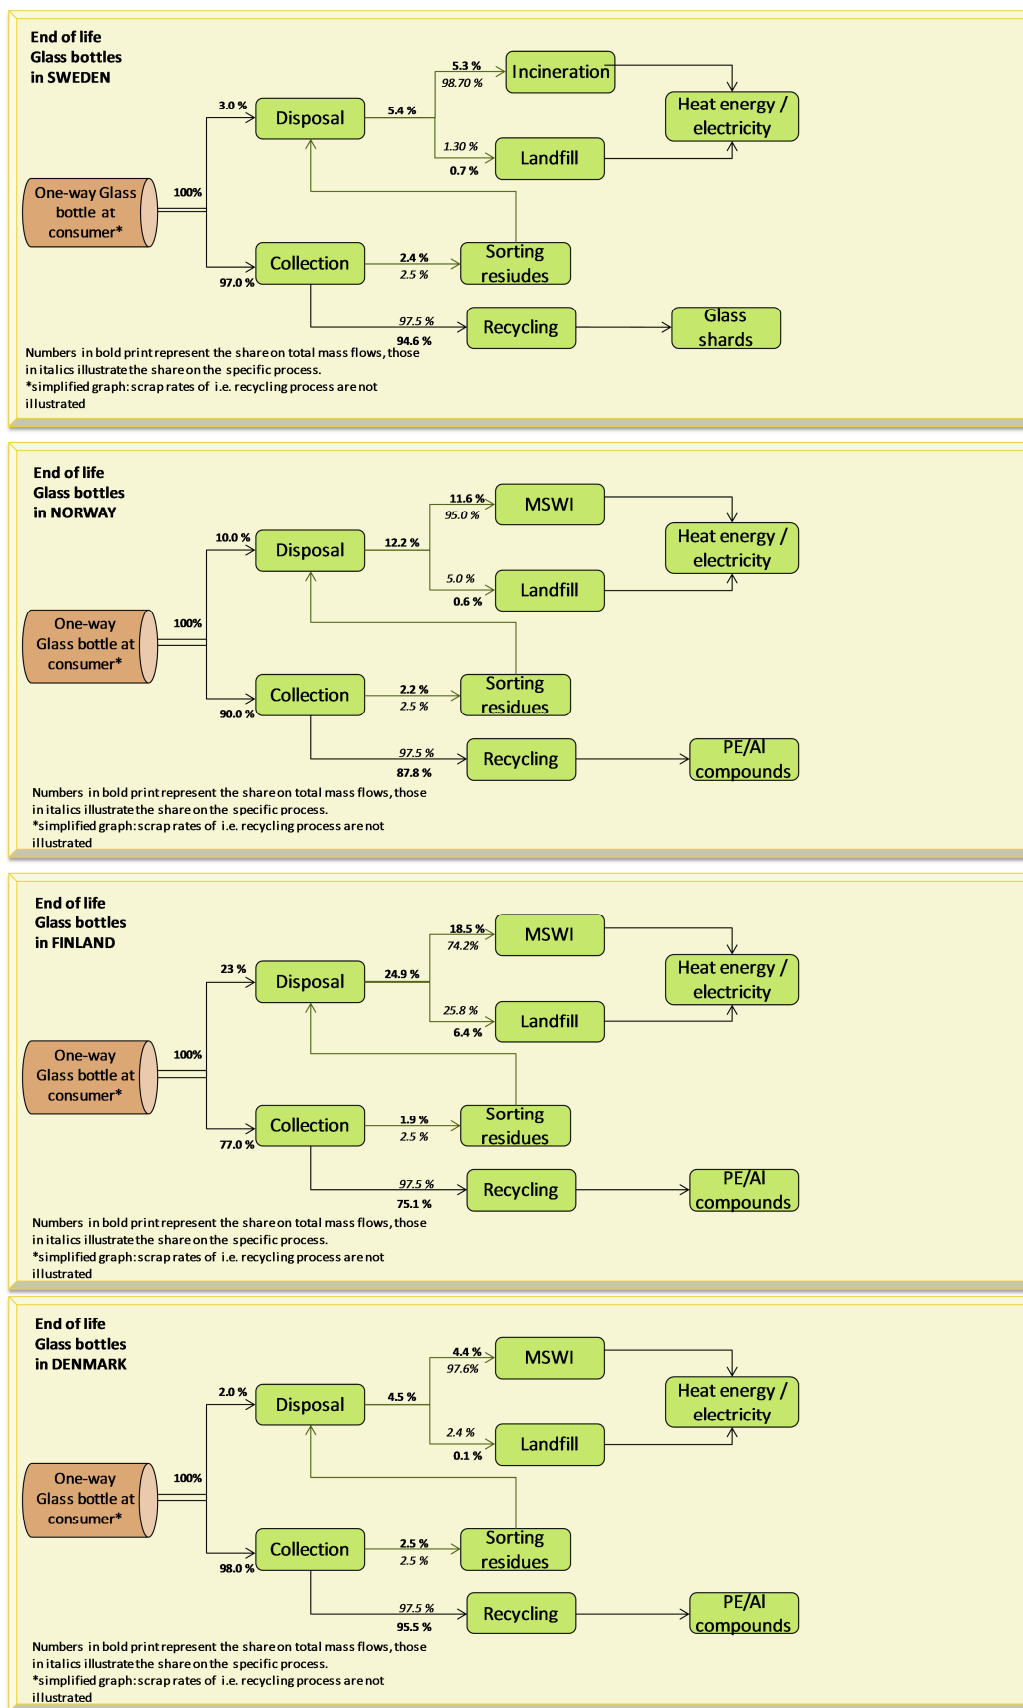 End of life
Glass bottles
in SWEDEN
5.3 %
98.70 %
Incineration
3.0 %
Disposal
5.4 %
Heat energy /
electricity
1.30 %
0.7 %
Landfill
One-way Glass
bottle at
consumer*
100%
97.0 %
Collection
2.4 %
2.5 %
Sorting
resiudes
97.5 %
94.6 %
Recycling
Glass
shards
Numbers in bold print represent the share on total mass flows, those
in italics illustrate the share on the specific process.
*simplified graph: scrap rates of i.e. recycling process are not
illustrated
End of life
Glass bottles
in NORWAY
11.6 %
95.0 %
MSWI
10.0 %
Disposal
12.2 %
Heat energy /
electricity
5.0 %
0.6 %
Landfill
One-way
Glass bottle at
consumer*
100%
90.0 %
Collection
2.2 %
2.5 %
Sorting
residues
97.5 %
87.8 %
Recycling
PE/Al
compounds
Numbers in bold print represent the share on total mass flows, those
in italics illustrate the share on the specific process.
*simplified graph: scrap rates of i.e. recycling process are not
illustrated
End of life
Glass bottles
in FINLAND
18.5 %
74.2%
MSWI
23 %
Disposal
24.9 %
Heat energy /
electricity
25.8 %
6.4 %
Landfill
One-way
Glass bottle at
consumer*
100%
77.0 %
Collection
1.9 %
2.5 %
Sorting
residues
97.5 %
75.1 %
Recycling
PE/Al
compounds
Numbers in bold print represent the share on total mass flows, those
in italics illustrate the share on the specific process.
*simplified graph: scrap rates of i.e. recycling process are not
illustrated
End of life
Glass bottles
in DENMARK
4.4 %
97.6%
MSWI
2.0 %
Disposal
4.5 %
Heat energy /
electricity
2.4 %
0.1 %
Landfill
One-way
Glass bottle at
consumer*
100%
98.0 %
Collection
2.5 %
2.5 %
Sorting
residues
97.5 %
95.5 %
Recycling
PE/Al
compounds
Numbers in bold print represent the share on total mass flows, those
in italics illustrate the share on the specific process.
*simplified graph: scrap rates of i.e. recycling process are not
illustrated